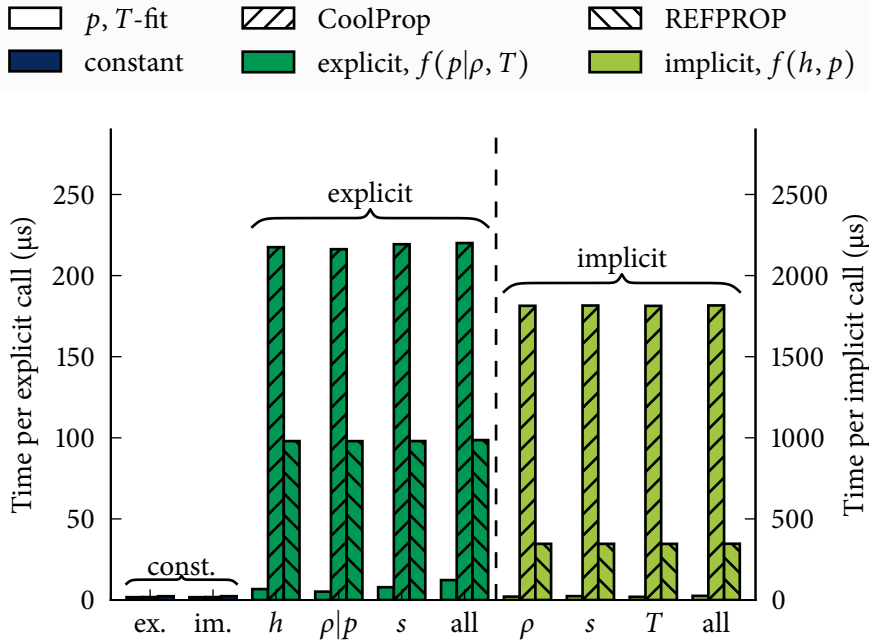 p, T-fit CoolProp REFPROP
constant explicit, f(p|ρ, T) implicit, f(h, p)
Time per explicit call (μs)
250
200
150
100
50
0
explicit
implicit
const.
2500
2000
1500
1000
500
0
Time per implicit call (μs)
ex. im. h ρ|p s all ρ s T all